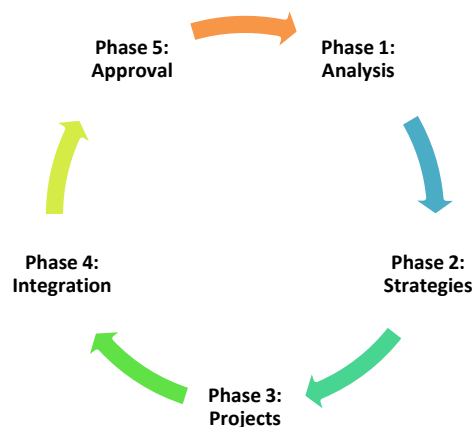 Phase 5:
Approval
Phase 1:
Analysis
Phase 2:
Strategies
Phase 3:
Projects
Phase 4:
Integration